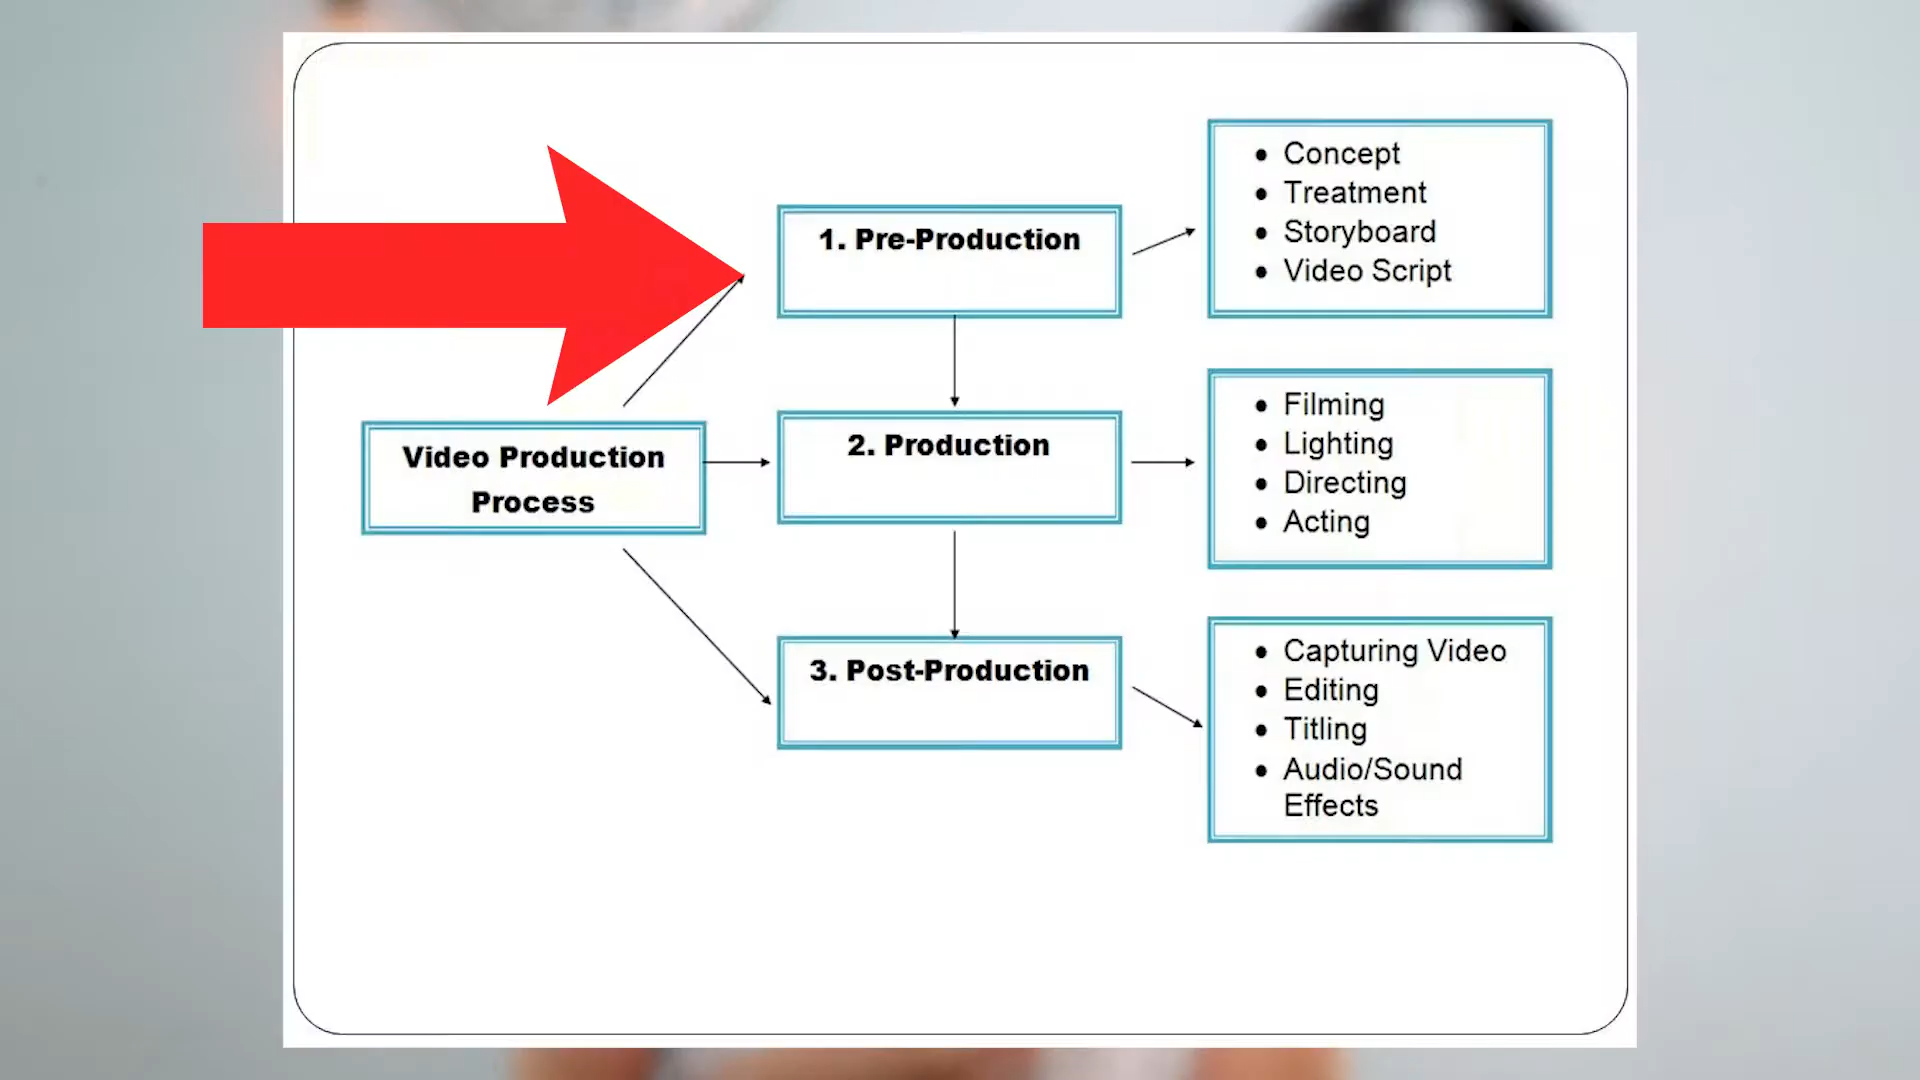 Video Production
Process
1. Pre-Production
• Concept
• Treatment
• Storyboard
• Video Script
2. Production
• Filming
• Lighting
• Directing
• Acting
3. Post-Production
• Capturing Video
• Editing
• Titling
• Audio/Sound
Effects